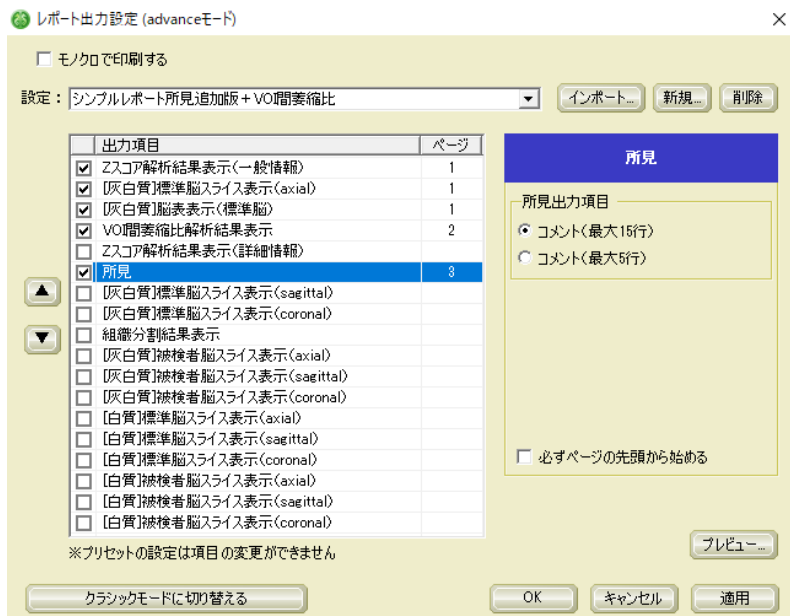 レポート出力設定 (advanceモード)
モノクロで印刷する
設定： シンプルレポート所見追加版＋VOI間萎縮比 インポート... 新規... 削除
出力項目 ページ
Zスコア解析結果表示(一般情報) 1
[灰白質]標準脳スライス表示(axial) 1
[灰白質]脳表表示(標準脳) 1
VOI間萎縮比解析結果表示 2
Zスコア解析結果表示(詳細情報)
所見 3
[灰白質]標準脳スライス表示(sagittal)
[灰白質]標準脳スライス表示(coronal)
組織分割結果表示
[灰白質]被検者脳スライス表示(axial)
[灰白質]被検者脳スライス表示(sagittal)
[灰白質]被検者脳スライス表示(coronal)
[白質]標準脳スライス表示(axial)
[白質]標準脳スライス表示(sagittal)
[白質]標準脳スライス表示(coronal)
[白質]被検者脳スライス表示(axial)
[白質]被検者脳スライス表示(sagittal)
[白質]被検者脳スライス表示(coronal)
※プリセットの設定は項目の変更ができません
所見
所見出力項目
コメント(最大15行)
コメント(最大5行)
必ずページの先頭から始める
プレビュー...
クラシックモードに切り替える OK キャンセル 適用